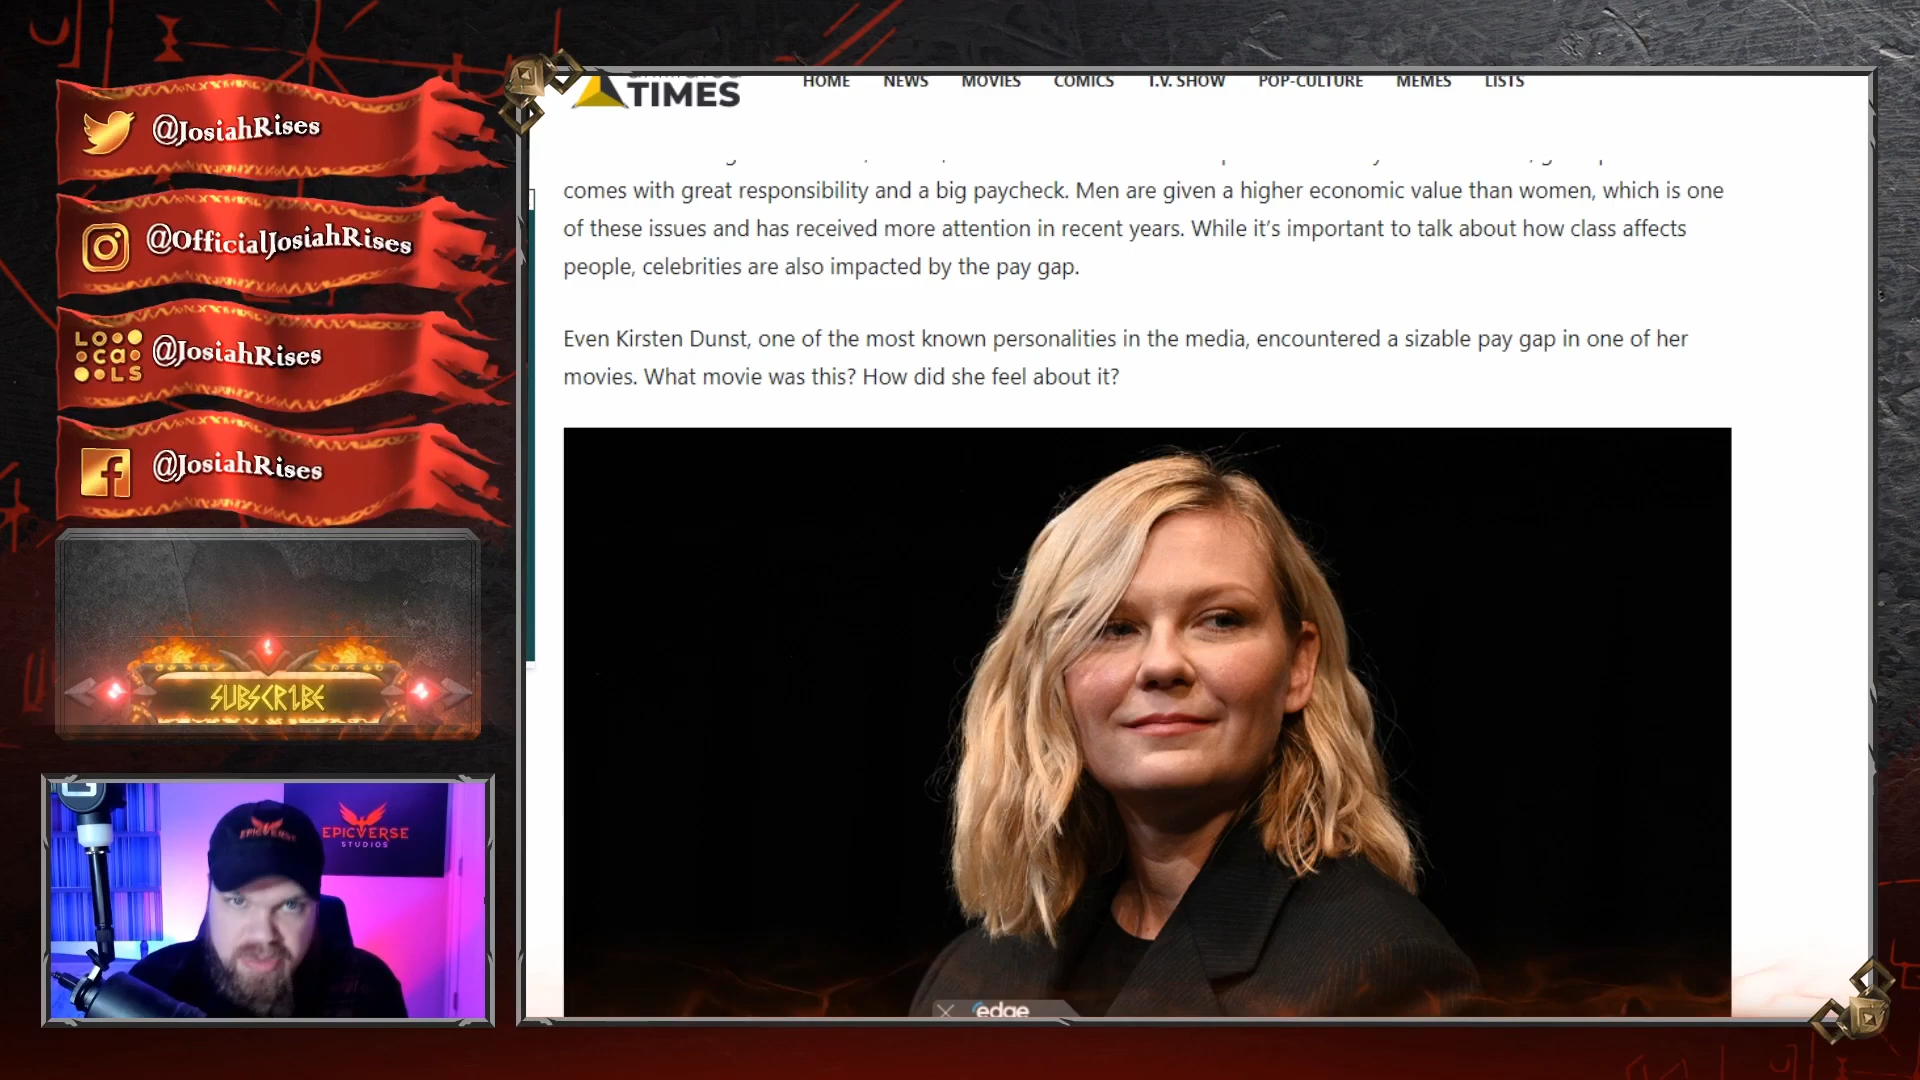 @JosiahRises
@OfficialJosiahRises
LOcaLS
@JosiahRises
@JosiahRises
SUBSCRIBE
EPICVERSE
EPICVERSE
STUDIOS
TIMES
HOME NEWS MOVIES COMICS T.V. SHOW POP-CULTURE MEMES LISTS
comes with great responsibility and a big paycheck. Men are given a higher economic value than women, which is one
of these issues and has received more attention in recent years. While it’s important to talk about how class affects
people, celebrities are also impacted by the pay gap.
Even Kirsten Dunst, one of the most known personalities in the media, encountered a sizable pay gap in one of her
movies. What movie was this? How did she feel about it?
edge